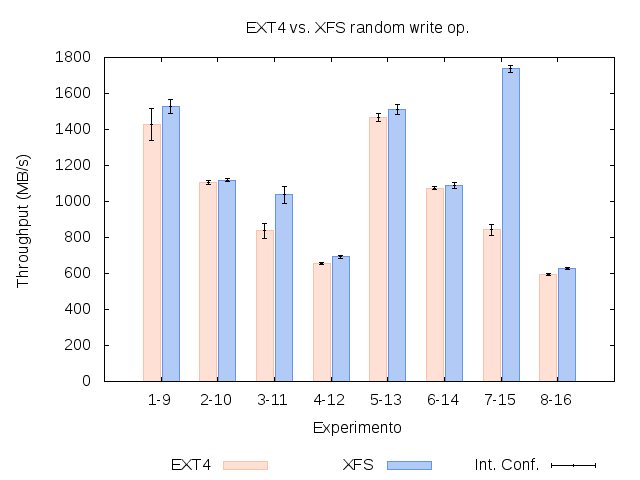 EXT4 vs. XFS random write op.
1800
1600
1400
1200
1000
800
600
400
200
0
Throughput (MB/s)
1-9 2-10 3-11 4-12 5-13 6-14 7-15 8-16
Experimento
EXT4 XFS Int. Conf.